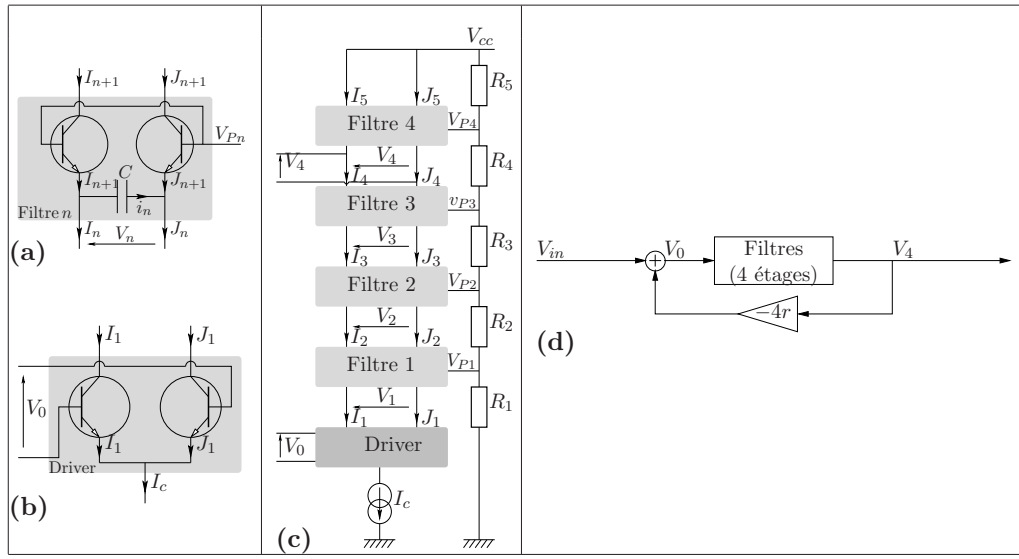 I_{n+1} J_{n+1}
V_{Pn}
I_{n+1} C J_{n+1}
Filtre n i_n
I_n V_n J_n
(a)
I_1 J_1
V_0
I_1 J_1
Driver
I_c
(b)
V_{cc}
R_5
I_5 J_5
Filtre 4
V_{P4}
V_4 V_4 R_4
I_4 J_4
Filtre 3
v_{P3}
V_3 R_3
I_3 J_3
Filtre 2
V_{P2}
V_2 R_2
I_2 J_2
Filtre 1
V_{P1}
V_1 R_1
I_1 J_1
V_0 Driver
I_c
(c)
V_{in} V_0 Filtres V_4
(4 étages)
−4r
(d)